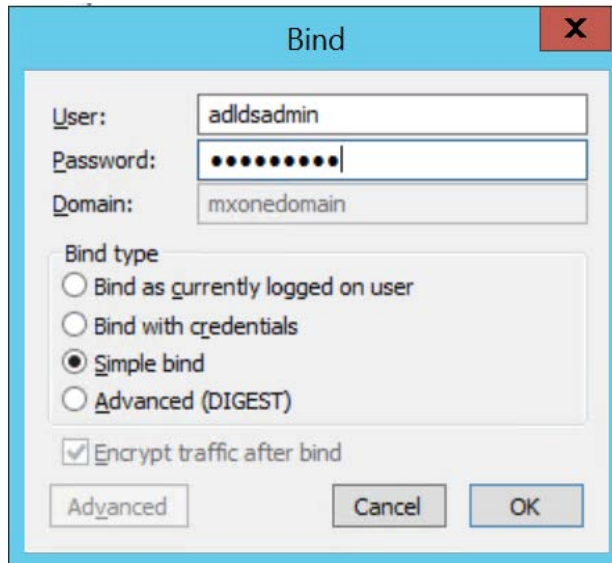 Bind
X
User: adldsadmin
Password: ●●●●●●●●●
Domain: mxonedomain
Bind type
Bind as currently logged on user
Bind with credentials
Simple bind
Advanced (DIGEST)
Encrypt traffic after bind
Advanced Cancel OK